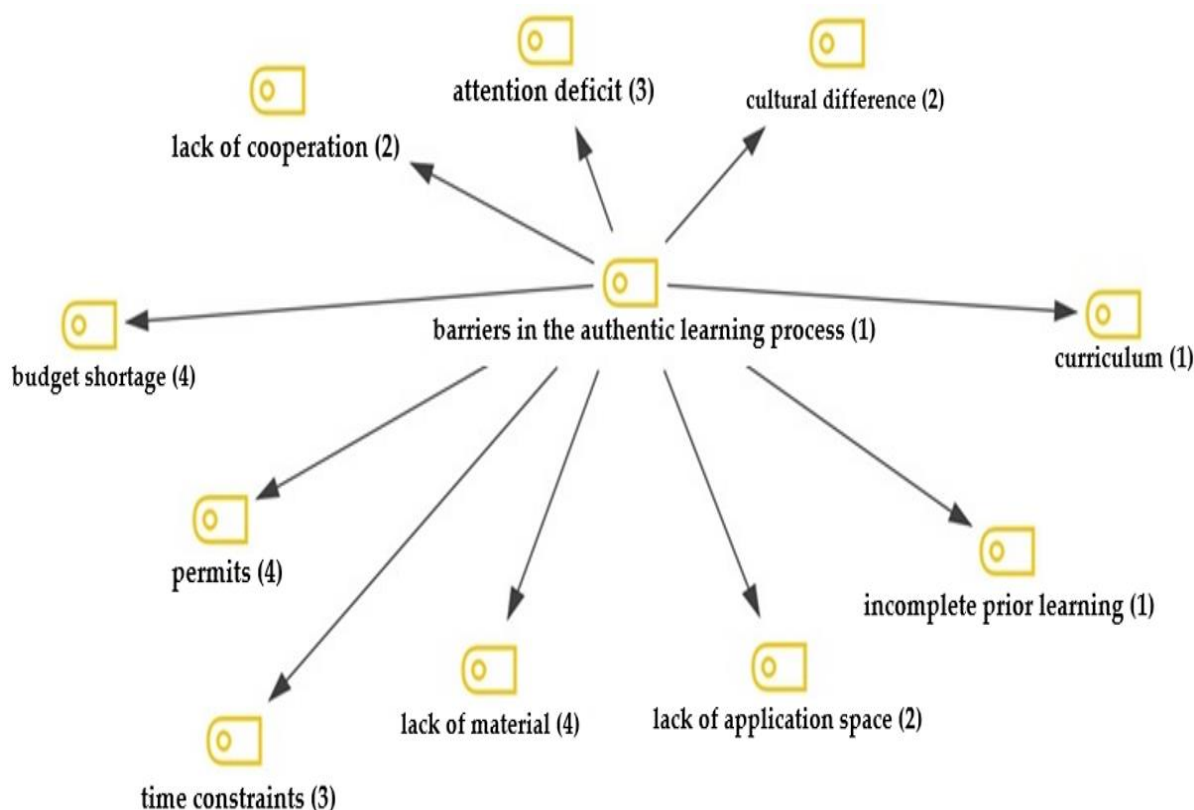 attention deficit (3)
cultural difference (2)
lack of cooperation (2)
barriers in the authentic learning process (1)
curriculum (1)
budget shortage (4)
permits (4)
incomplete prior learning (1)
lack of material (4)
lack of application space (2)
time constraints (3)